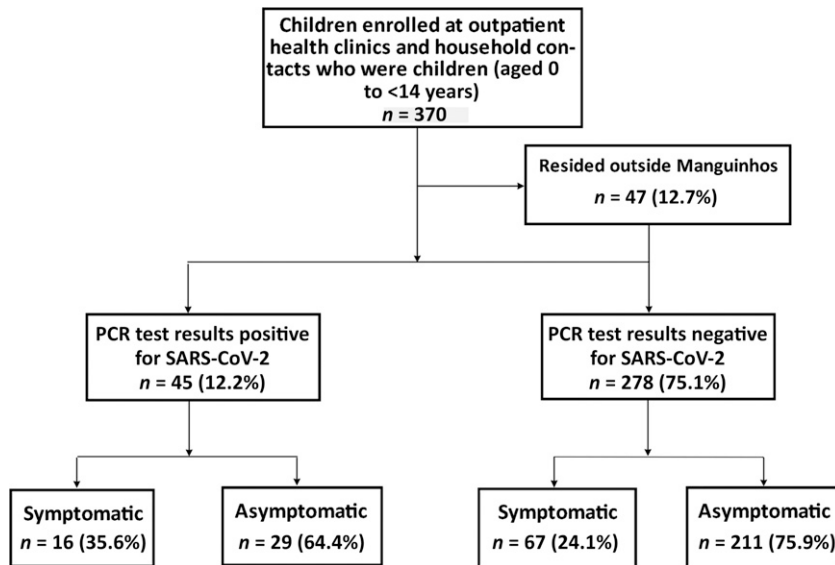 Children enrolled at outpatient
health clinics and household con-
tacts who were children (aged 0
to <14 years)
n = 370
Resided outside Manguinhos
n = 47 (12.7%)
PCR test results positive
for SARS-CoV-2
n = 45 (12.2%)
PCR test results negative
for SARS-CoV-2
n = 278 (75.1%)
Symptomatic
n = 16 (35.6%)
Asymptomatic
n = 29 (64.4%)
Symptomatic
n = 67 (24.1%)
Asymptomatic
n = 211 (75.9%)